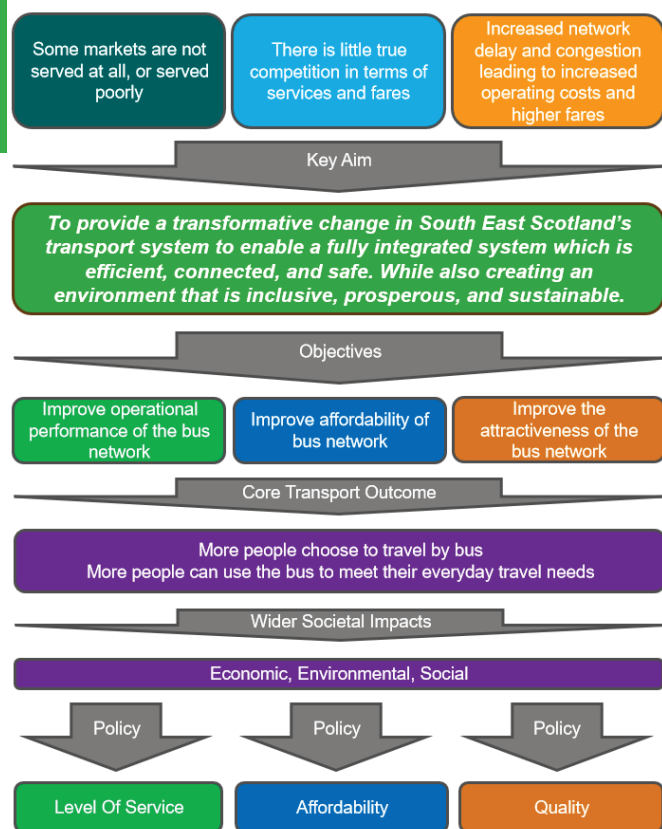 Some markets are not
served at all, or served
poorly
There is little true
competition in terms of
services and fares
Increased network
delay and congestion
leading to increased
operating costs and
higher fares
Key Aim
To provide a transformative change in South East Scotland's
transport system to enable a fully integrated system which is
efficient, connected, and safe. While also creating an
environment that is inclusive, prosperous, and sustainable.
Objectives
Improve operational
performance of the bus
network
Improve affordability of
bus network
Improve the
attractiveness of the
bus network
Core Transport Outcome
More people choose to travel by bus
More people can use the bus to meet their everyday travel needs
Wider Societal Impacts
Economic, Environmental, Social
Policy
Policy
Policy
Level Of Service
Affordability
Quality